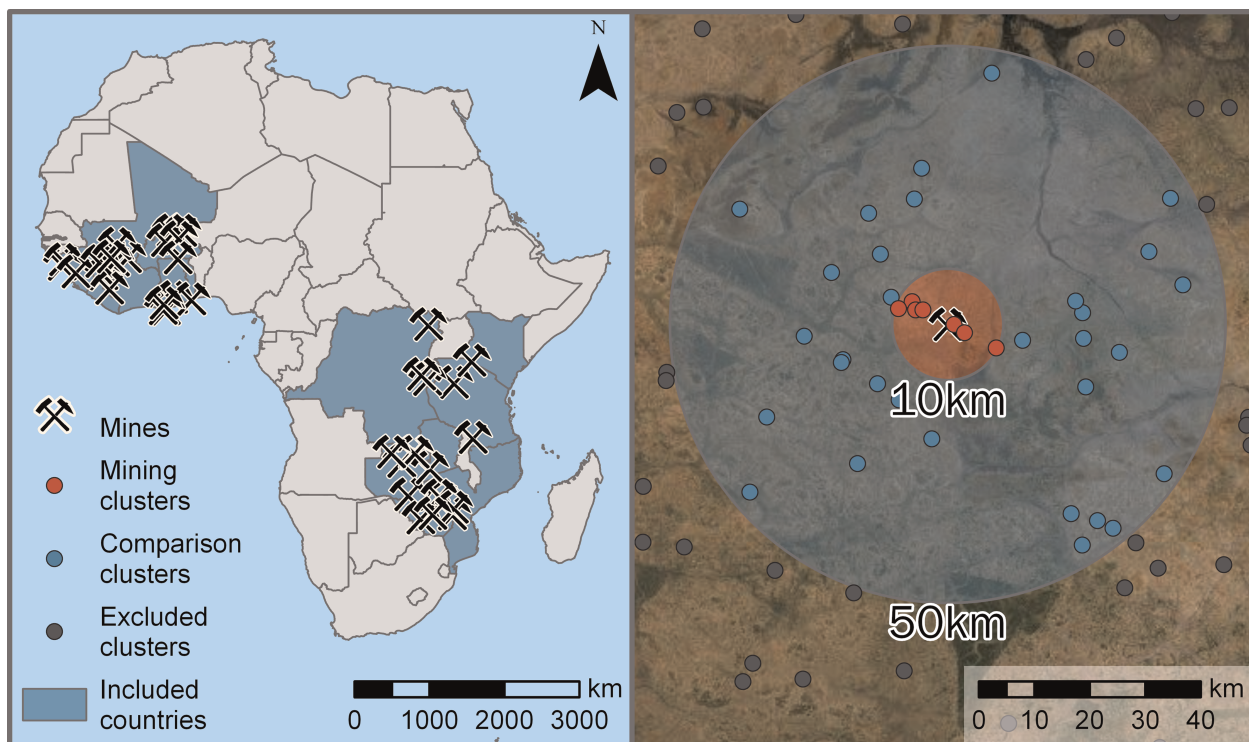 N
Mines
Mining
clusters
Comparison
clusters
Excluded
clusters
Included
countries
km
0 1000 2000 3000
10km
50km
km
0 10 20 30 40